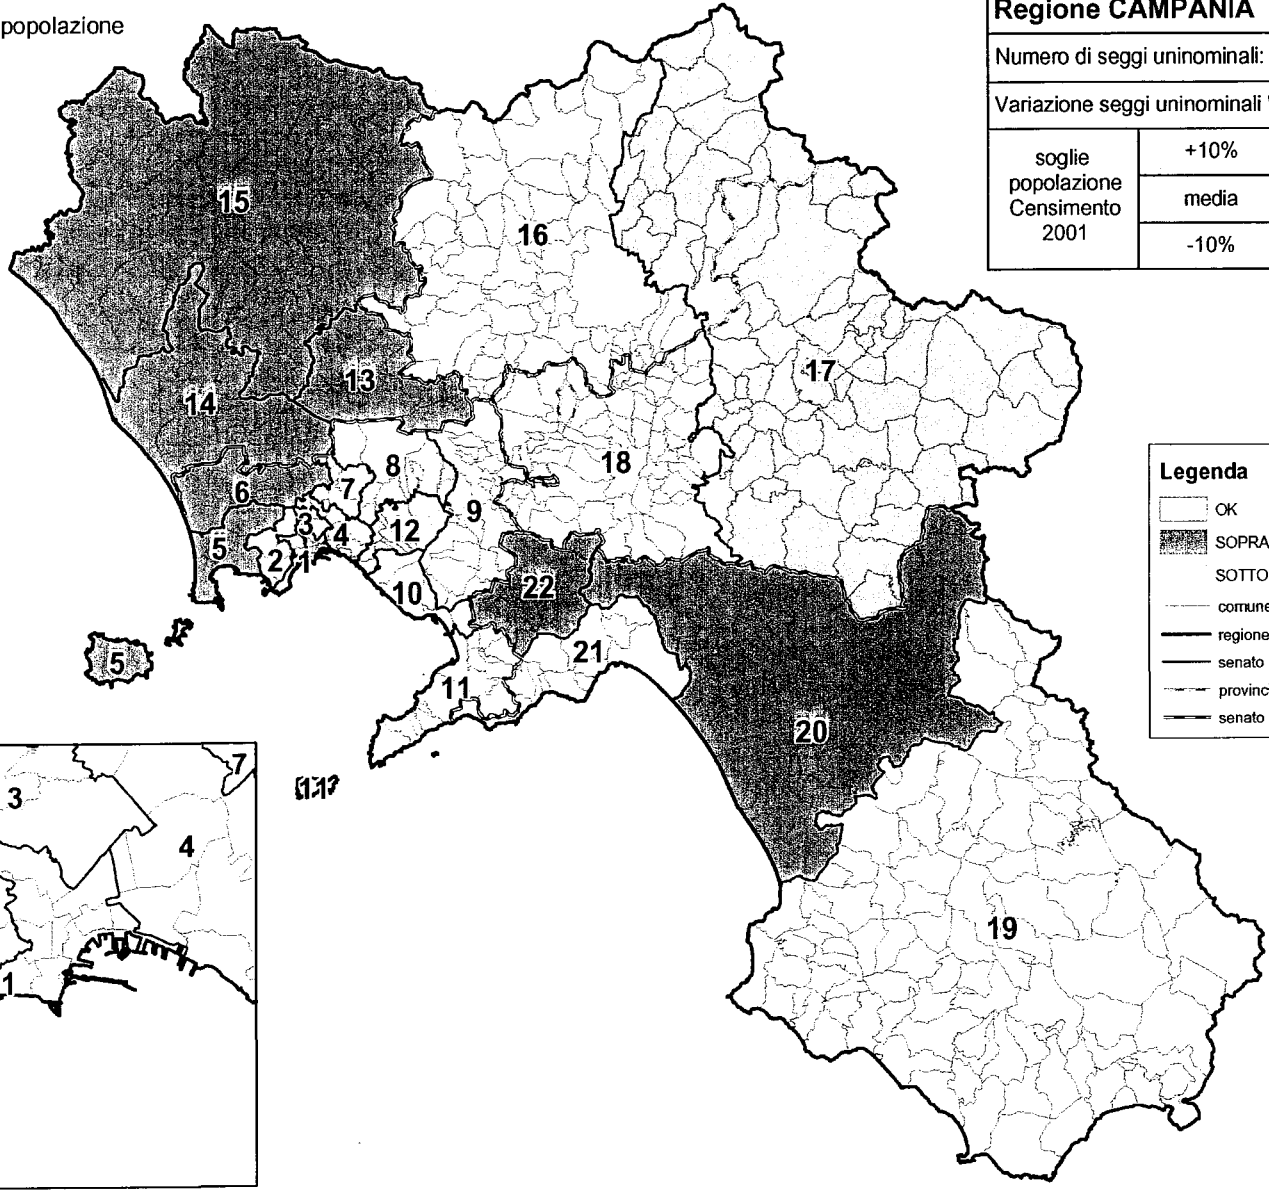 popolazione
Regione CAMPANIA
Numero di seggi uninominali:
Variazione seggi uninominali
soglie
popolazione
Censimento
2001
+10%
media
-10%
15
16
13
14
17
8
18
6
7
9
3
4
12
5
2
1
10
22
5
21
11
20
11
19
Legenda
OK
SOPRA
SOTTO
comune
regione
senato
provinc
senato
7
3
4
1